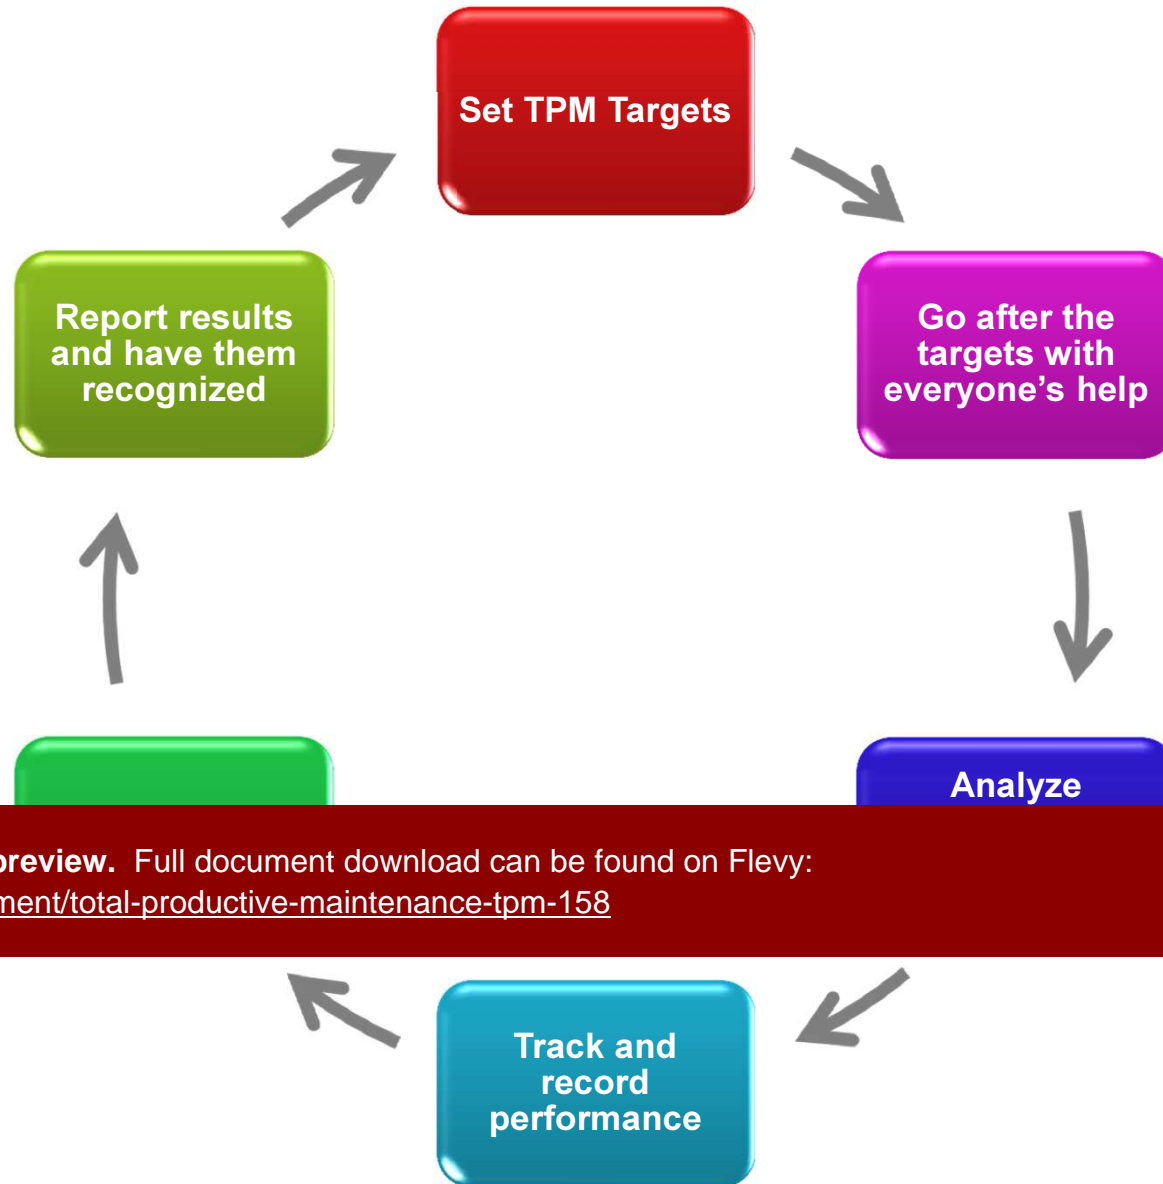 Set TPM Targets
Report results
and have them
recognized
Go after the
targets with
everyone’s help
Analyze
preview. Full document download can be found on Flevy:
ment/total-productive-maintenance-tpm-158
Track and
record
performance